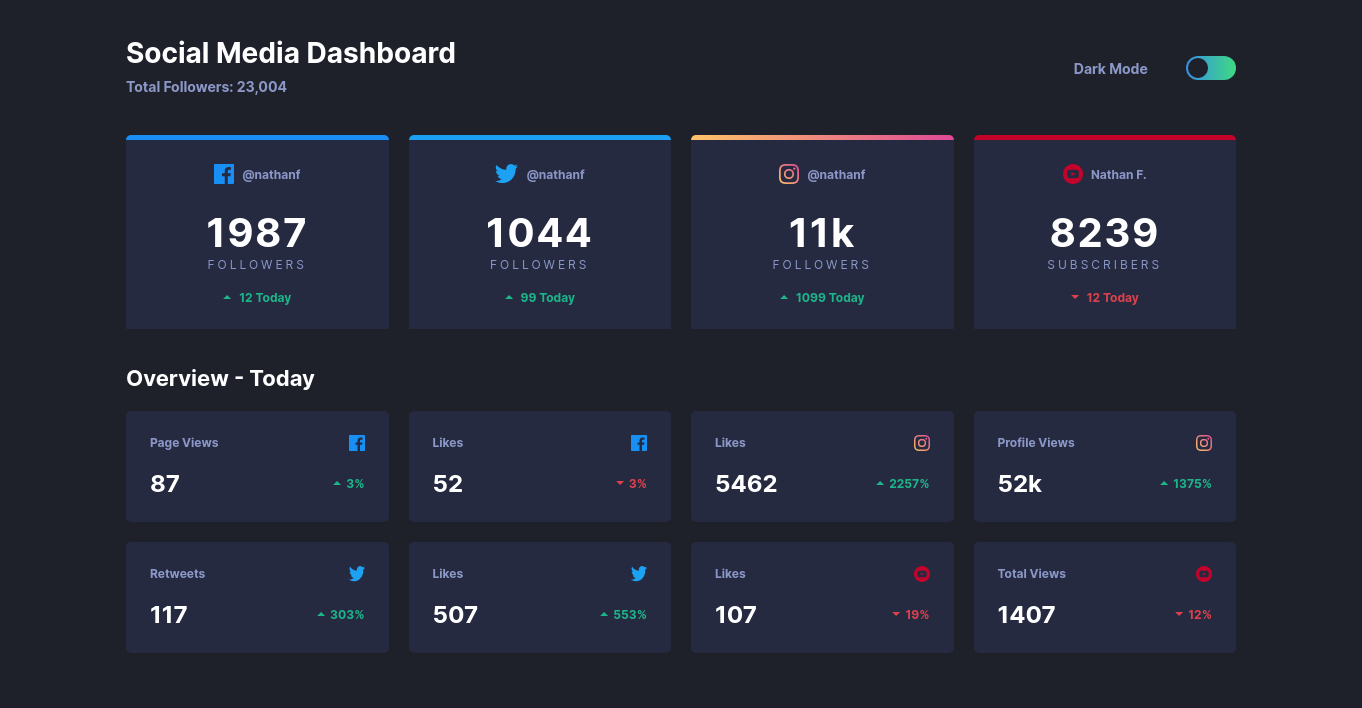 Social Media Dashboard
Total Followers: 23,004
Dark Mode
@nathanf
1987
FOLLOWERS
12 Today
@nathanf
1044
FOLLOWERS
99 Today
@nathanf
11k
FOLLOWERS
1099 Today
Nathan F.
8239
SUBSCRIBERS
12 Today
Overview - Today
Page Views
87
3%
Likes
52
3%
Likes
5462
2257%
Profile Views
52k
1375%
Retweets
117
303%
Likes
507
553%
Likes
107
19%
Total Views
1407
12%